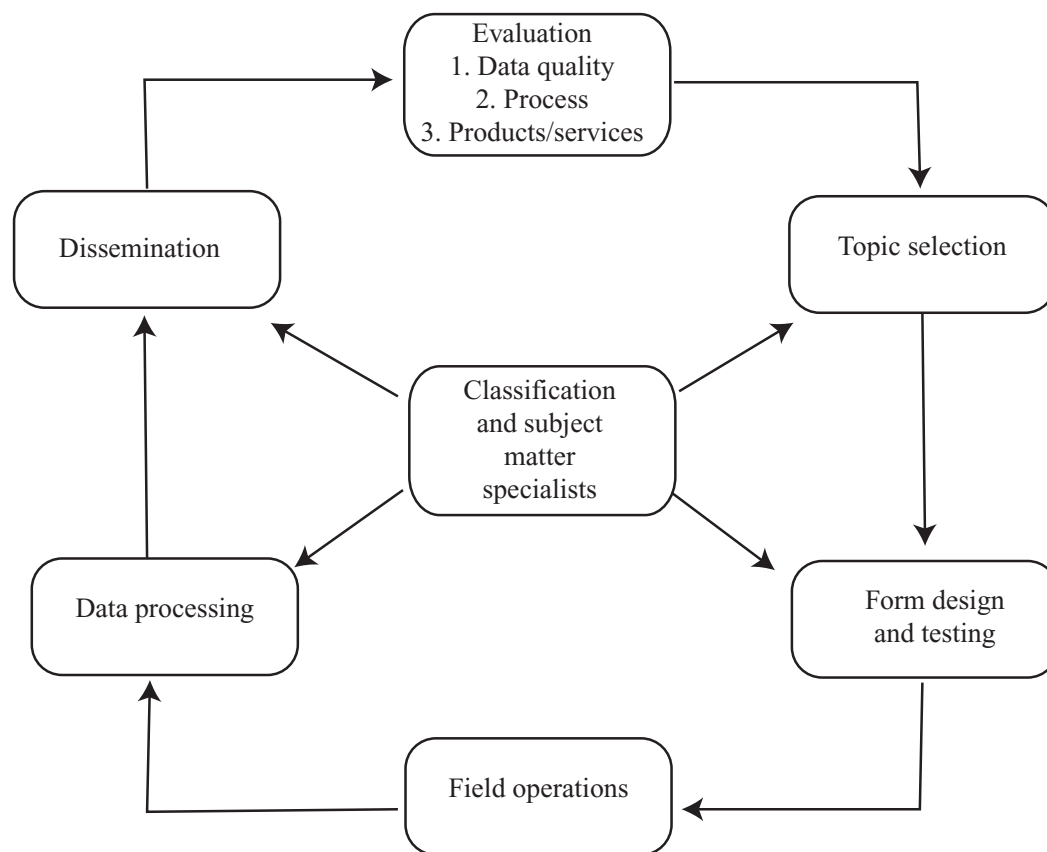 Evaluation
1. Data quality
2. Process
3. Products/services
Dissemination
Topic selection
Classification
and subject
matter
specialists
Data processing
Form design
and testing
Field operations